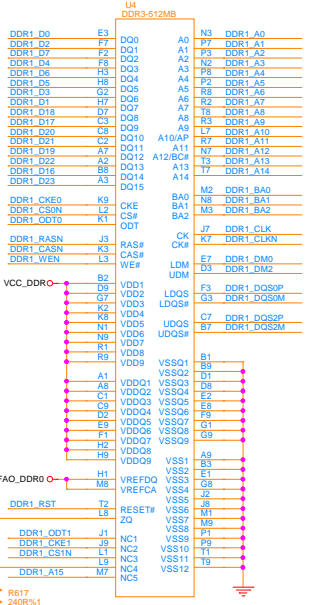 U4
DDR3-512MB
DDR1_D0 E3 DQ0 A0 N3 DDR1_A0
DDR1_D2 F7 DQ1 A1 P7 DDR1_A1
DDR1_D7 F2 DQ2 A2 P3 DDR1_A2
DDR1_D4 F8 DQ3 A3 N2 DDR1_A3
DDR1_D6 H3 DQ4 A4 P8 DDR1_A4
DDR1_D5 H8 DQ5 A5 P2 DDR1_A5
DDR1_D3 G2 DQ6 A6 R8 DDR1_A6
DDR1_D1 H7 DQ7 A7 R2 DDR1_A7
DDR1_D18 D7 DQ8 A8 T8 DDR1_A8
DDR1_D17 C3 DQ9 A9 R3 DDR1_A9
DDR1_D20 C8 DQ10 A10/AP L7 DDR1_A10
DDR1_D21 C2 DQ11 A11 R7 DDR1_A11
DDR1_D19 A7 DQ12 A12/BC# N7 DDR1_A12
DDR1_D22 A2 DQ13 A13 T3 DDR1_A13
DDR1_D16 B8 DQ14 A14 T7 DDR1_A14
DDR1_D23 A3 DQ15
BA0 M2 DDR1_BA0
DDR1_CKE0 K9 CKE BA1 N8 DDR1_BA1
DDR1_CS0N L2 CS# BA2 M3 DDR1_BA2
DDR1_ODT0 K1 ODT
CK J7 DDR1_CLK
DDR1_RASN J3 RAS# CK# K7 DDR1_CLKN
DDR1_CASN K3 CAS#
DDR1_WEN L3 WE# LDM E7 DDR1_DM0
UDM D3 DDR1_DM2
VCC_DDR B2 VDD1
D9 VDD2 LDQS F3 DDR1_DQS0P
G7 VDD3 LDQS# G3 DDR1_DQS0M
K2 VDD4
K8 VDD5 UDQS C7 DDR1_DQS2P
N1 VDD6 UDQS# B7 DDR1_DQS2M
N9 VDD7
R1 VDD8
R9 VDD9 VSSQ1 B1
VSSQ2 B9
A1 VDDQ1 VSSQ3 D1
A8 VDDQ2 VSSQ4 D8
C1 VDDQ3 VSSQ5 E2
C9 VDDQ4 VSSQ6 E8
D2 VDDQ5 VSSQ7 F9
E9 VDDQ6 VSSQ8 G1
F1 VDDQ7 VSSQ9 G9
H2 VDDQ8
H9 VDDQ9 VSS1 A9
VSS2 B3
FAO_DDR0 H1 VREFDQ VSS3 E1
M8 VREFCA VSS4 G8
VSS5 J2
DDR1_RST T2 RESET# VSS6 J8
L8 ZQ VSS7 M1
VSS8 M9
DDR1_ODT1 J1 NC1 VSS9 P1
DDR1_CKE1 J9 NC2 VSS10 P9
DDR1_CS1N L1 NC3 VSS11 T1
L9 NC4 VSS12 T9
DDR1_A15 M7 NC5
R617
240R%1